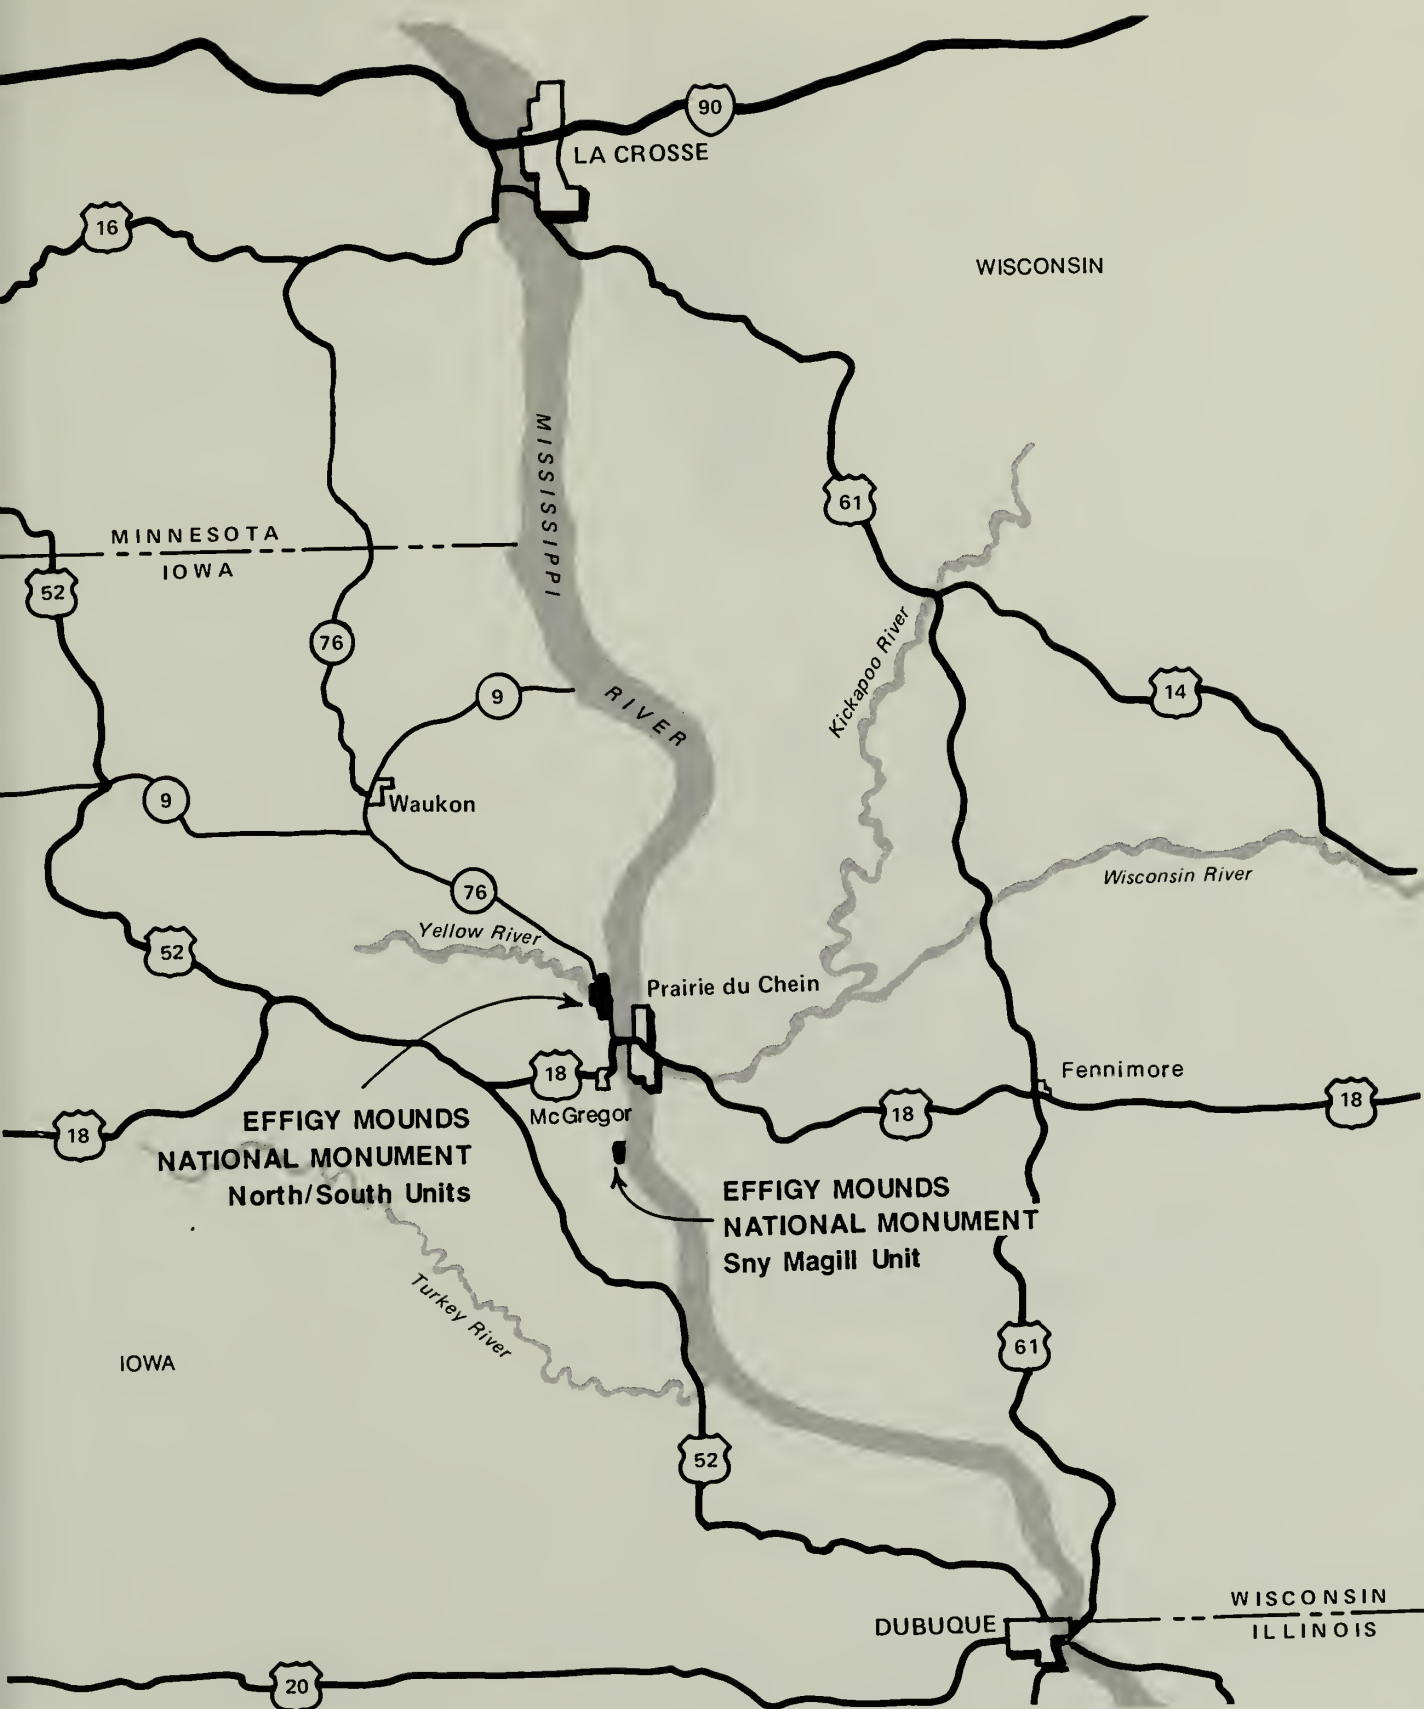 90
LA CROSSE
16
WISCONSIN
MISSISSIPPI
61
MINNESOTA
IOWA
52
76
Kickapoo River
9
RIVER
14
9
Waukon
Wisconsin River
76
Yellow River
52
Prairie du Chein
18
McGregor
Fennimore
18
18
18
EFFIGY MOUNDS
NATIONAL MONUMENT
North/South Units
EFFIGY MOUNDS
NATIONAL MONUMENT
Sny Magill Unit
Turkey River
61
IOWA
52
WISCONSIN
ILLINOIS
DUBUQUE
20